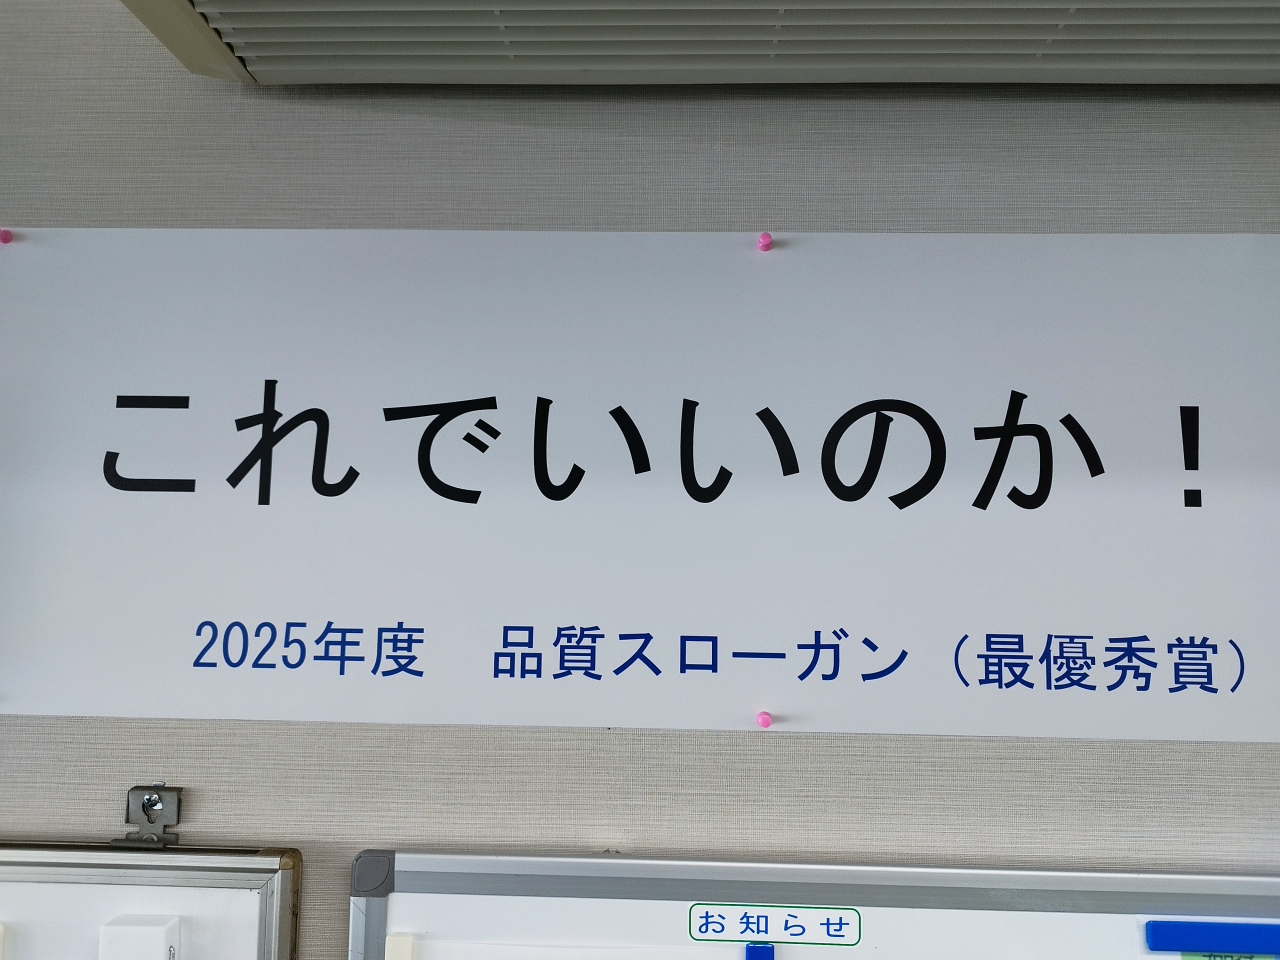 これでいいのか！
2025年度　品質スローガン（最優秀賞）
お知らせ